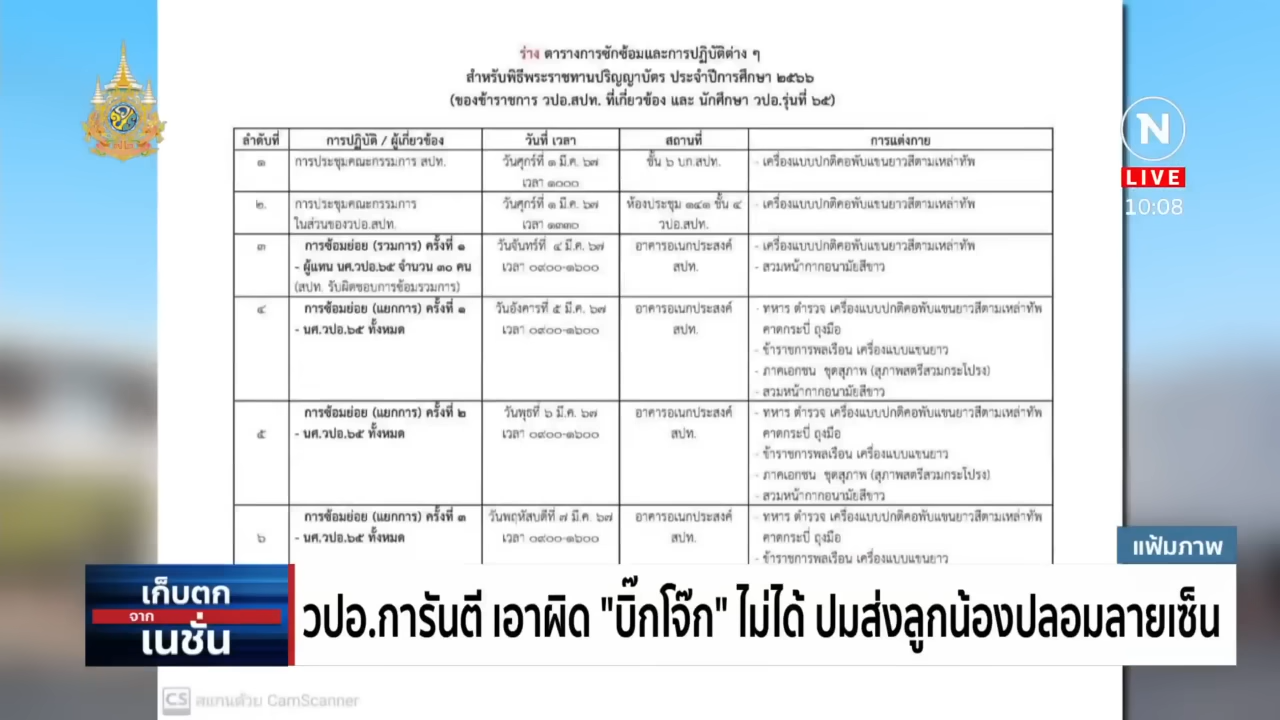 ร่าง ตารางการซักซ้อมและการปฏิบัติต่าง ๆ
สำหรับพิธีพระราชทานปริญญาบัตร ประจำปีการศึกษา ๒๕๖๖
(ของข้าราชการ วปอ.สปท. ที่เกี่ยวข้อง และ นักศึกษา วปอ.รุ่นที่ ๖๕)
ลำดับที่ การปฏิบัติ / ผู้เกี่ยวข้อง วันที่ เวลา สถานที่ การแต่งกาย
๑ การประชุมคณะกรรมการ สปท. วันศุกร์ที่ ๑ มี.ค. ๖๗ ชั้น ๖ บก.สปท. - เครื่องแบบปกติคอพับแขนยาวสีตามเหล่าทัพ
เวลา ๑๐๐๐
๒. การประชุมคณะกรรมการ วันศุกร์ที่ ๑ มี.ค. ๖๗ ห้องประชุม ๑๔๑ ชั้น ๔ - เครื่องแบบปกติคอพับแขนยาวสีตามเหล่าทัพ
ในส่วนของวปอ.สปท. เวลา ๑๓๓๐ วปอ.สปท.
๓ การซ้อมย่อย (รวมการ) ครั้งที่ ๑ วันจันทร์ที่ ๔ มี.ค. ๖๗ อาคารอเนกประสงค์ - เครื่องแบบปกติคอพับแขนยาวสีตามเหล่าทัพ
- ผู้แทน นศ.วปอ.๖๕ จำนวน ๓๐ คน เวลา ๐๙๐๐-๑๖๐๐ สปท. - สวมหน้ากากอนามัยสีขาว
(สปท. รับผิดชอบการซ้อมรวมการ)
๔ การซ้อมย่อย (แยกการ) ครั้งที่ ๑ วันอังคารที่ ๕ มี.ค. ๖๗ อาคารอเนกประสงค์ - ทหาร ตำรวจ เครื่องแบบปกติคอพับแขนยาวสีตามเหล่าทัพ
- นศ.วปอ.๖๕ ทั้งหมด เวลา ๐๙๐๐-๑๖๐๐ สปท. คาดกระบี่ ถุงมือ
- ข้าราชการพลเรือน เครื่องแบบแขนยาว
- ภาคเอกชน ชุดสุภาพ (สุภาพสตรีสวมกระโปรง)
- สวมหน้ากากอนามัยสีขาว
การซ้อมย่อย (แยกการ) ครั้งที่ ๒ วันพุธที่ ๖ มี.ค. ๖๗ อาคารอเนกประสงค์ - ทหาร ตำรวจ เครื่องแบบปกติคอพับแขนยาวสีตามเหล่าทัพ
๕ - นศ.วปอ.๖๕ ทั้งหมด เวลา ๐๙๐๐-๑๖๐๐ สปท. คาดกระบี่ ถุงมือ
- ข้าราชการพลเรือน เครื่องแบบแขนยาว
- ภาคเอกชน ชุดสุภาพ (สุภาพสตรีสวมกระโปรง)
- สวมหน้ากากอนามัยสีขาว
การซ้อมย่อย (แยกการ) ครั้งที่ ๓ วันพฤหัสบดีที่ ๗ มี.ค. ๖๗ อาคารอเนกประสงค์ - ทหาร ตำรวจ เครื่องแบบปกติคอพับแขนยาวสีตามเหล่าทัพ
๖ - นศ.วปอ.๖๕ ทั้งหมด เวลา ๐๙๐๐-๑๖๐๐ สปท. คาดกระบี่ ถุงมือ
- ข้าราชการพลเรือน เครื่องแบบแขนยาว
N
LIVE
10:08
แฟ้มภาพ
เก็บตก
จาก
เนชั่น
วปอ.การันตี เอาผิด "บิ๊กโจ๊ก" ไม่ได้ ปมส่งลูกน้องปลอมลายเซ็น
CS สแกนด้วย CamScanner